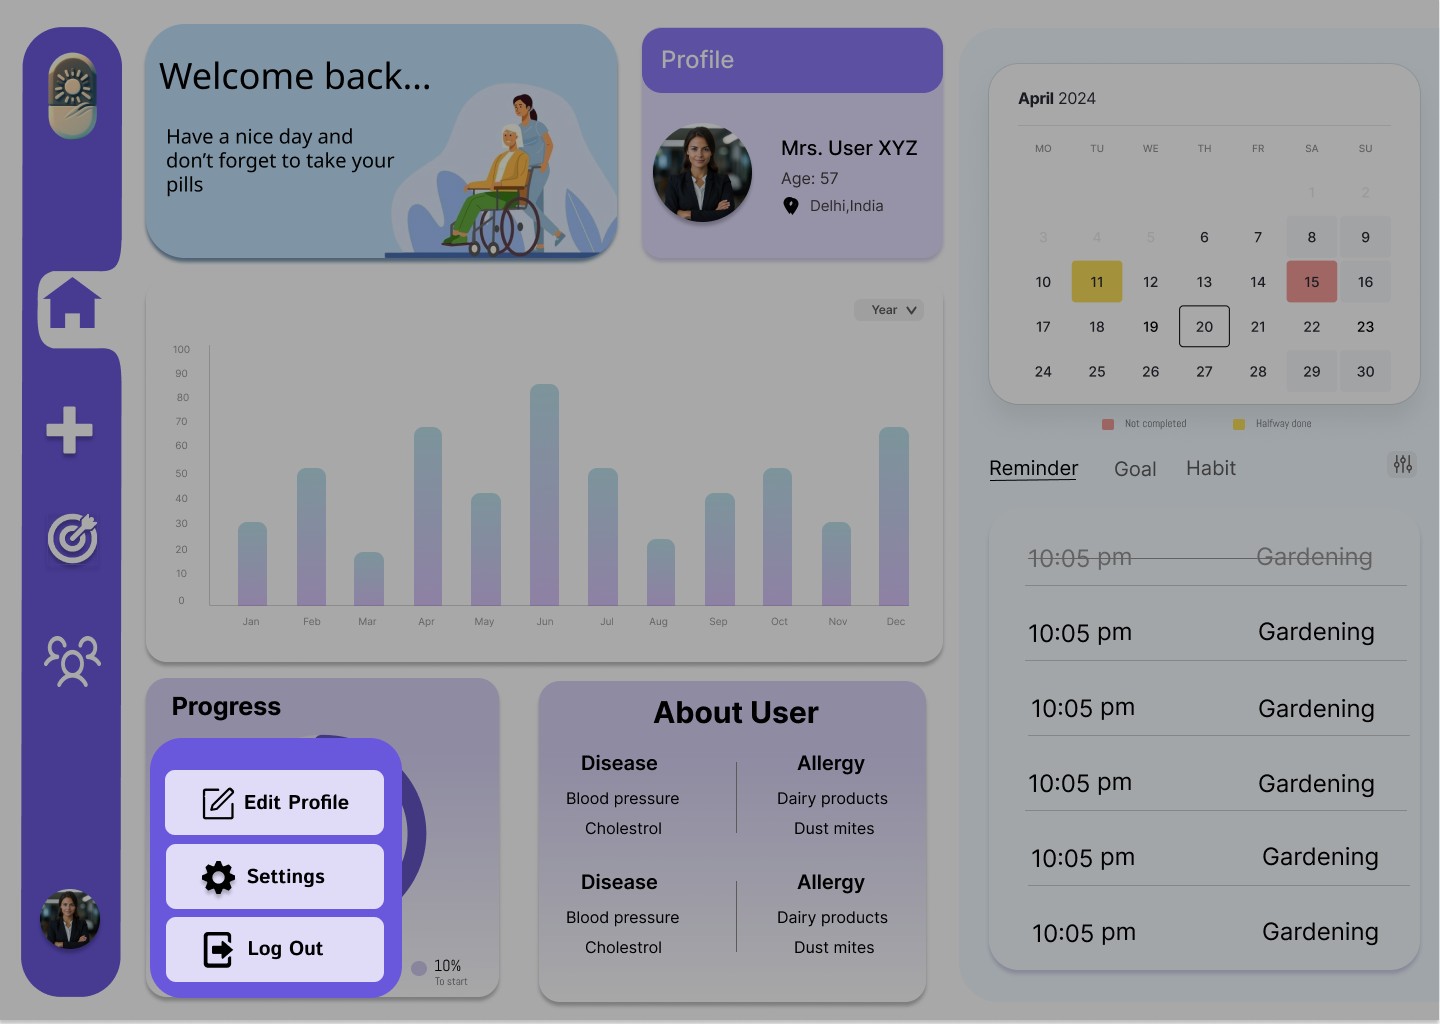 Welcome back...
Have a nice day and
don't forget to take your
pills
Profile
Mrs. User XYZ
Age: 57
Delhi,India
April 2024
MO TU WE TH FR SA SU
1 2
3 4 5 6 7 8 9
10 11 12 13 14 15 16
17 18 19 20 21 22 23
24 25 26 27 28 29 30
Not completed Halfway done
Reminder Goal Habit
10:05 pm Gardening
10:05 pm Gardening
10:05 pm Gardening
10:05 pm Gardening
10:05 pm Gardening
10:05 pm Gardening
Year
100
90
80
70
60
50
40
30
20
10
0
Jan Feb Mar Apr May Jun Jul Aug Sep Oct Nov Dec
Progress
Edit Profile
Settings
Log Out
10%
To start
About User
Disease Allergy
Blood pressure Dairy products
Cholestrol Dust mites
Disease Allergy
Blood pressure Dairy products
Cholestrol Dust mites